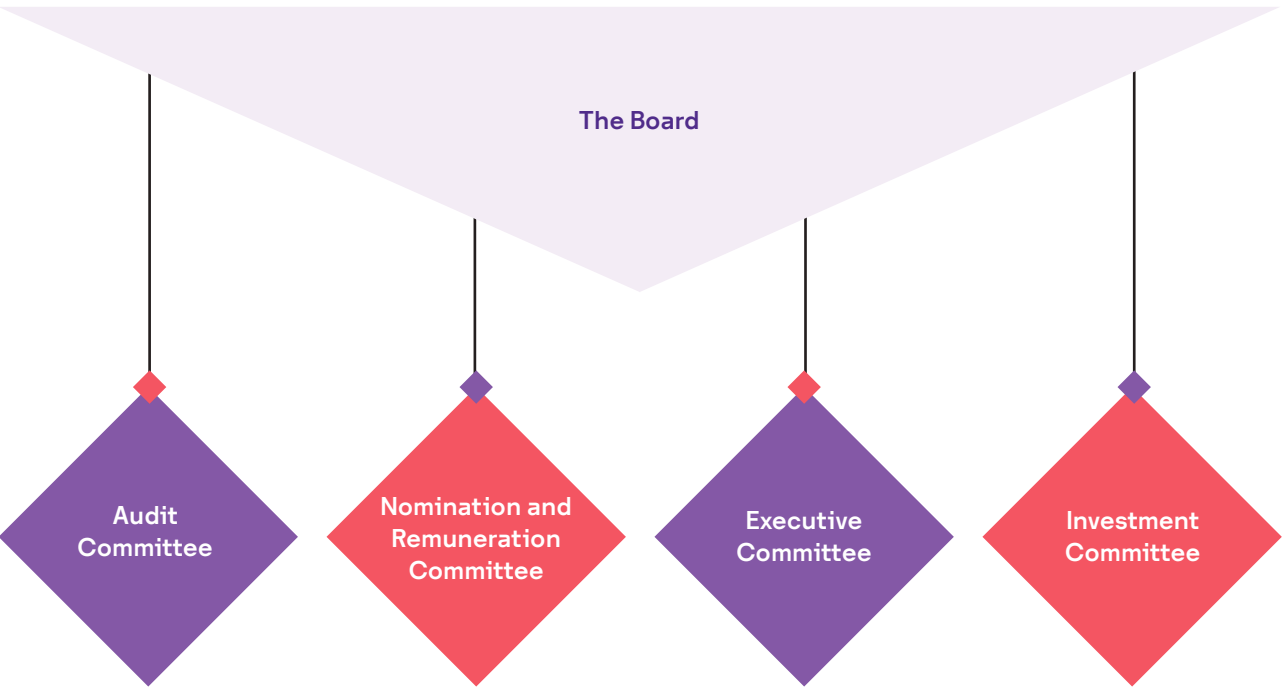 The Board
Audit
Committee
Nomination and
Remuneration
Committee
Executive
Committee
Investment
Committee